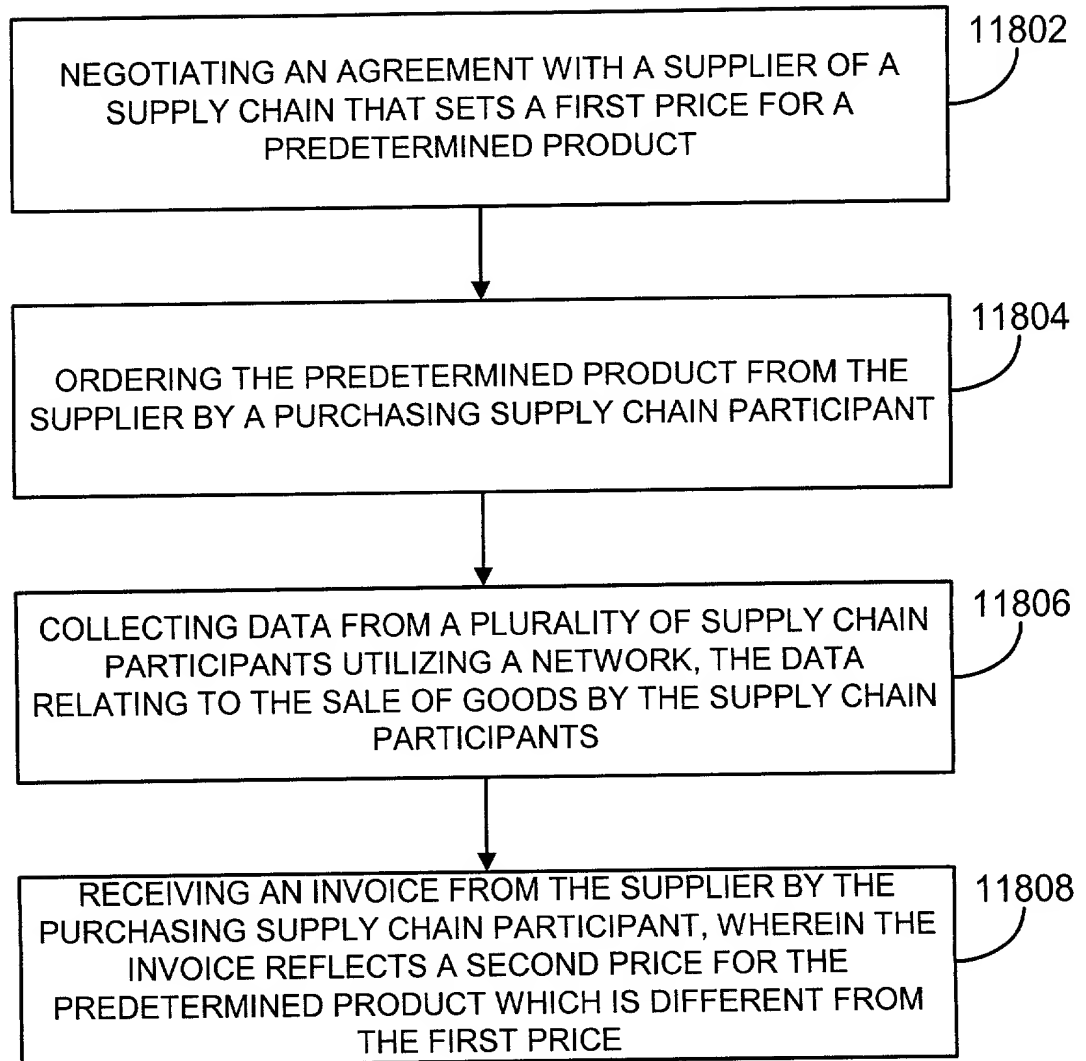 11802
NEGOTIATING AN AGREEMENT WITH A SUPPLIER OF A
SUPPLY CHAIN THAT SETS A FIRST PRICE FOR A
PREDETERMINED PRODUCT
11804
ORDERING THE PREDETERMINED PRODUCT FROM THE
SUPPLIER BY A PURCHASING SUPPLY CHAIN PARTICIPANT
11806
COLLECTING DATA FROM A PLURALITY OF SUPPLY CHAIN
PARTICIPANTS UTILIZING A NETWORK, THE DATA
RELATING TO THE SALE OF GOODS BY THE SUPPLY CHAIN
PARTICIPANTS
11808
RECEIVING AN INVOICE FROM THE SUPPLIER BY THE
PURCHASING SUPPLY CHAIN PARTICIPANT, WHEREIN THE
INVOICE REFLECTS A SECOND PRICE FOR THE
PREDETERMINED PRODUCT WHICH IS DIFFERENT FROM
THE FIRST PRICE